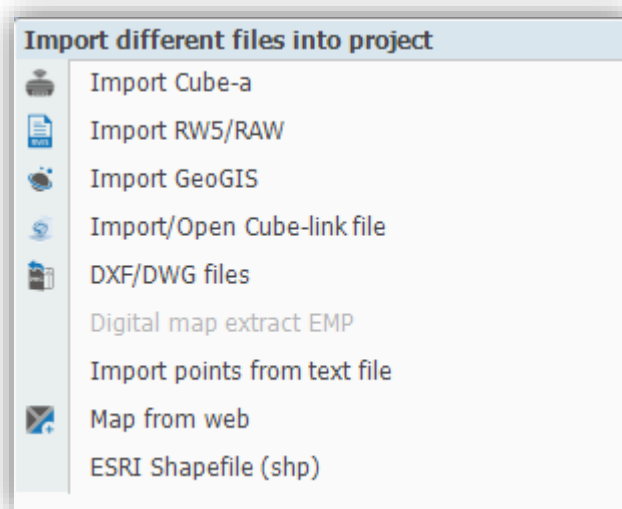 Import different files into project
Import Cube-a
Import RW5/RAW
Import GeoGIS
Import/Open Cube-link file
DXF/DWG files
Digital map extract EMP
Import points from text file
Map from web
ESRI Shapefile (shp)